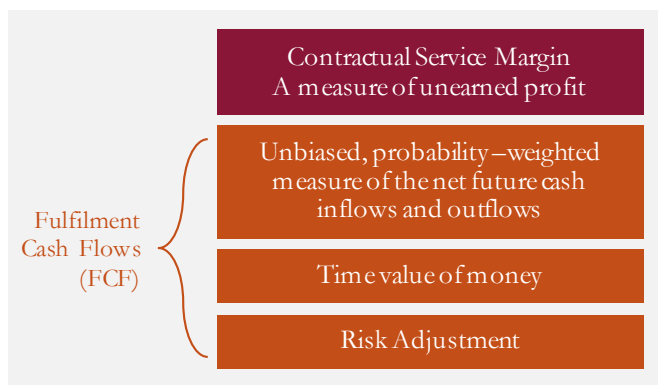 Contractual Service Margin
A measure of unearned profit
Unbiased, probability–weighted
measure of the net future cash
inflows and outflows
Fulfilment
Cash Flows
(FCF)
Time value of money
Risk Adjustment